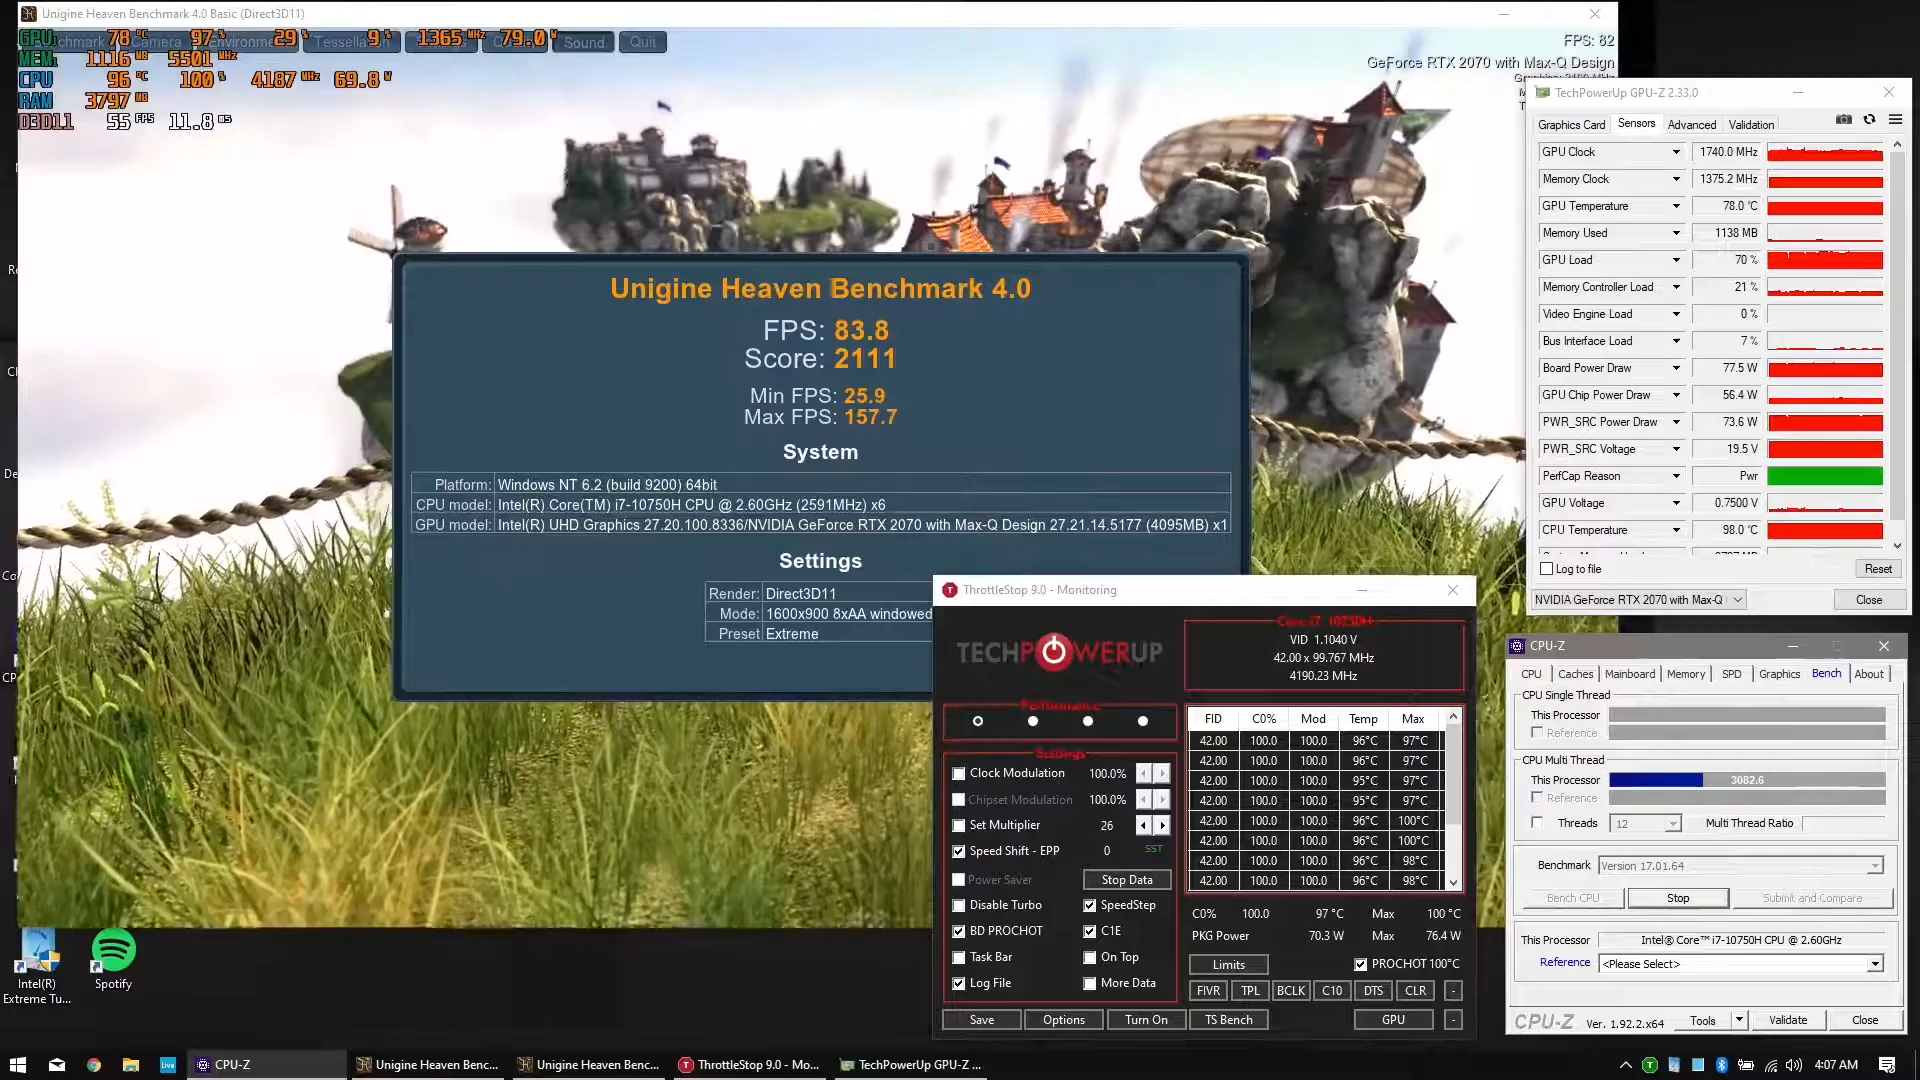 Unigine Heaven Benchmark 4.0 Basic (Direct3D11)
GPU1 78 °C 97 % 29 % 9 % 1365 MHz 79.0 W
MEM1 1116 MB 5501 MHz
CPU 96 °C 100 % 4187 MHz 69.8 W
RAM 3797 MB
D3D11 55 FPS 11.8 ms
Camera Environme Tessella Sound Quit
FPS: 82
GeForce RTX 2070 with Max-Q Design
Unigine Heaven Benchmark 4.0
FPS: 83.8
Score: 2111
Min FPS: 25.9
Max FPS: 157.7
System
Platform: Windows NT 6.2 (build 9200) 64bit
CPU model: Intel(R) Core(TM) i7-10750H CPU @ 2.60GHz (2591MHz) x6
GPU model: Intel(R) UHD Graphics 27.20.100.8336/NVIDIA GeForce RTX 2070 with Max-Q Design 27.21.14.5177 (4095MB) x1
Settings
Render: Direct3D11
Mode: 1600x900 8xAA windowed
Preset Extreme
TechPowerUp GPU-Z 2.33.0
Graphics Card Sensors Advanced Validation
GPU Clock 1740.0 MHz
Memory Clock 1375.2 MHz
GPU Temperature 78.0 °C
Memory Used 1138 MB
GPU Load 70 %
Memory Controller Load 21 %
Video Engine Load 0 %
Bus Interface Load 7 %
Board Power Draw 77.5 W
GPU Chip Power Draw 56.4 W
PWR_SRC Power Draw 73.6 W
PWR_SRC Voltage 19.5 V
PerfCap Reason Pwr
GPU Voltage 0.7500 V
CPU Temperature 98.0 °C
Log to file Reset
NVIDIA GeForce RTX 2070 with Max-Q Close
ThrottleStop 9.0 - Monitoring
TECHPOWERUP
Core i7-10750H
VID 1.1040 V
42.00 x 99.767 MHz
4190.23 MHz
Performance
Settings
Clock Modulation 100.0%
Chipset Modulation 100.0%
Set Multiplier 26
Speed Shift - EPP 0 SST
Power Saver Stop Data
Disable Turbo SpeedStep
BD PROCHOT C1E
Task Bar On Top
Log File More Data
FID C0% Mod Temp Max
42.00 100.0 100.0 96°C 97°C
42.00 100.0 100.0 96°C 97°C
42.00 100.0 100.0 95°C 97°C
42.00 100.0 100.0 95°C 97°C
42.00 100.0 100.0 96°C 100°C
42.00 100.0 100.0 96°C 100°C
42.00 100.0 100.0 96°C 98°C
42.00 100.0 100.0 96°C 98°C
C0% 100.0 97 °C Max 100 °C
PKG Power 70.3 W Max 76.4 W
Limits PROCHOT 100°C
FIVR TPL BCLK C10 DTS CLR -
Save Options Turn On TS Bench GPU -
CPU-Z
CPU Caches Mainboard Memory SPD Graphics Bench About
CPU Single Thread
This Processor
Reference
CPU Multi Thread
This Processor 3082.6
Reference
Threads 12 Multi Thread Ratio
Benchmark Version 17.01.64
Bench CPU Stop Submit and Compare
This Processor Intel® Core™ i7-10750H CPU @ 2.60GHz
Reference <Please Select>
CPU-Z Ver. 1.92.2.x64 Tools Validate Close
Intel(R)
Extreme Tu...
Spotify
Live CPU-Z Unigine Heaven Benc... Unigine Heaven Benc... ThrottleStop 9.0 - Mo... TechPowerUp GPU-Z ... 4:07 AM